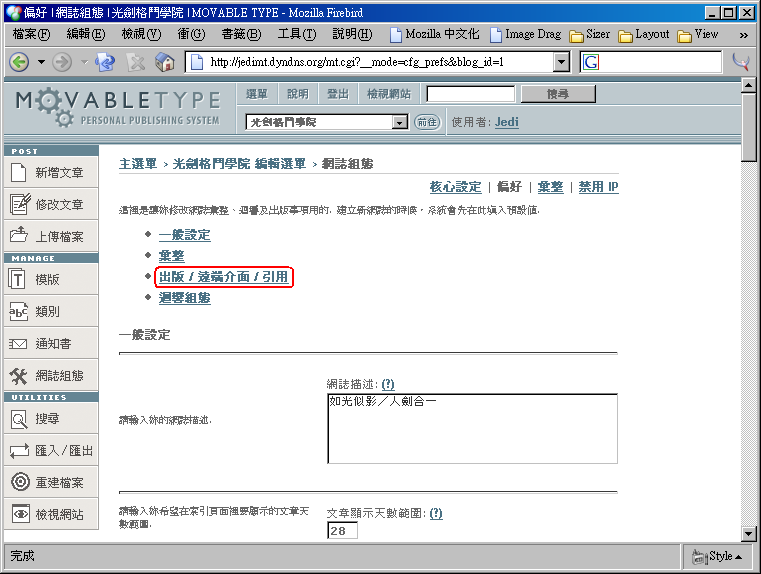 偏好 | 網誌組態 | 光劍格鬥學院 | MOVABLE TYPE - Mozilla Firebird
檔案(F) 編輯(E) 檢視(V) 衝(G) 書籤(B) 工具(T) 說明(H) Mozilla 中文化 Image Drag Sizer Layout View »
http://jedimt.dyndns.org/mt.cgi?__mode=cfg_prefs&blog_id=1 G
MOVABLETYPE
PERSONAL PUBLISHING SYSTEM
選單 說明 登出 檢視網站 搜尋
光劍格鬥學院 前往 使用者: Jedi
POST
新增文章
修改文章
上傳檔案
MANAGE
模版
類別
通知書
網誌組態
UTILITIES
搜尋
匯入/匯出
重建檔案
檢視網站
主選單 > 光劍格鬥學院 編輯選單 > 網誌組態
核心設定 | 偏好 | 彙整 | 禁用 IP
這裡是讓妳修改網誌彙整、迴響及出版事項用的. 建立新網誌的時候，系統會先在此填入預設值.
一般設定
彙整
出版 / 遠端介面 / 引用
迴響組態
一般設定
網誌描述: (?)
請輸入妳的網誌描述.
如光似影／人劍合一
請輸入妳希望在索引頁面裡要顯示的文章天
數範圍.
文章顯示天數範圍: (?)
28
完成
Style